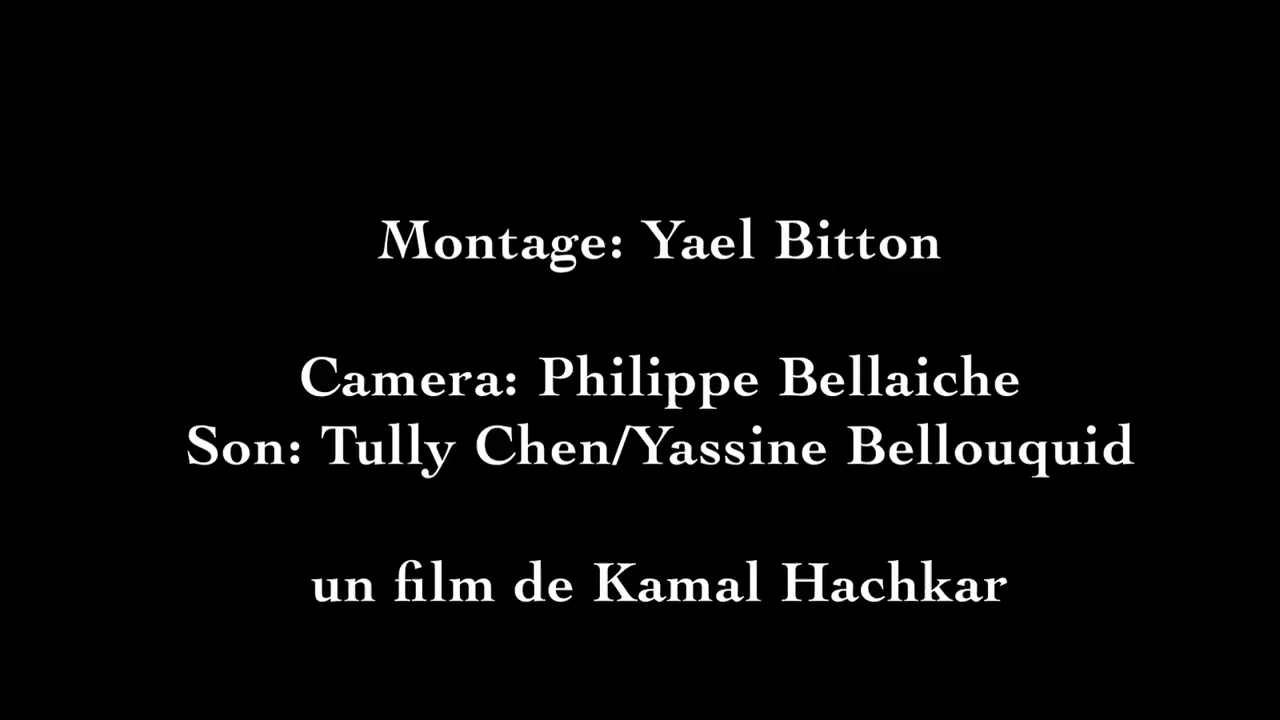 Montage: Yael Bitton
Camera: Philippe Bellaiche
Son: Tully Chen/Yassine Bellouquid
un film de Kamal Hachkar